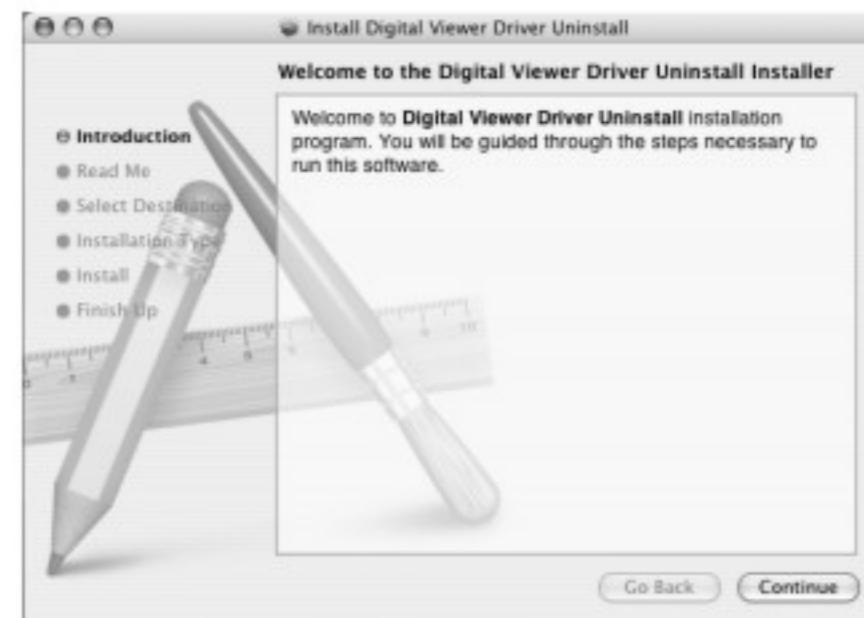 Install Digital Viewer Driver Uninstall
Welcome to the Digital Viewer Driver Uninstall Installer
Introduction
Read Me
Select Destination
Installation Type
Install
Finish Up
Welcome to Digital Viewer Driver Uninstall installation
program. You will be guided through the steps necessary to
run this software.
Go Back
Continue